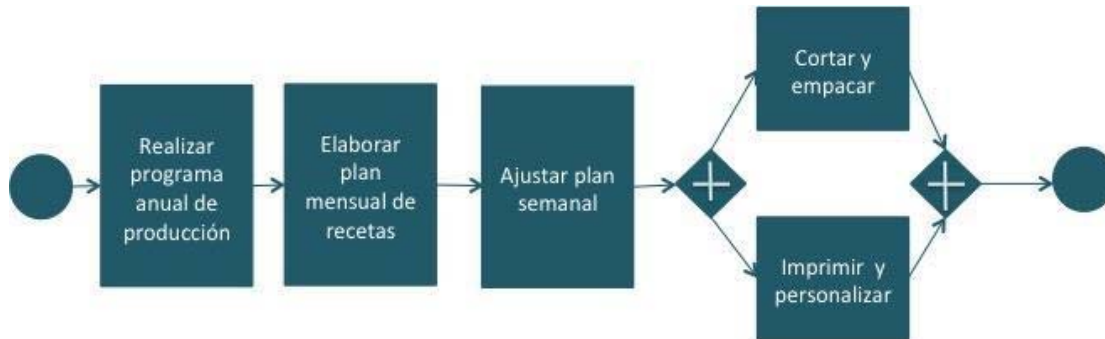 Realizar
programa
anual de
producción
Elaborar
plan
mensual de
recetas
Ajustar plan
semanal
Cortar y
empacar
Imprimir y
personalizar